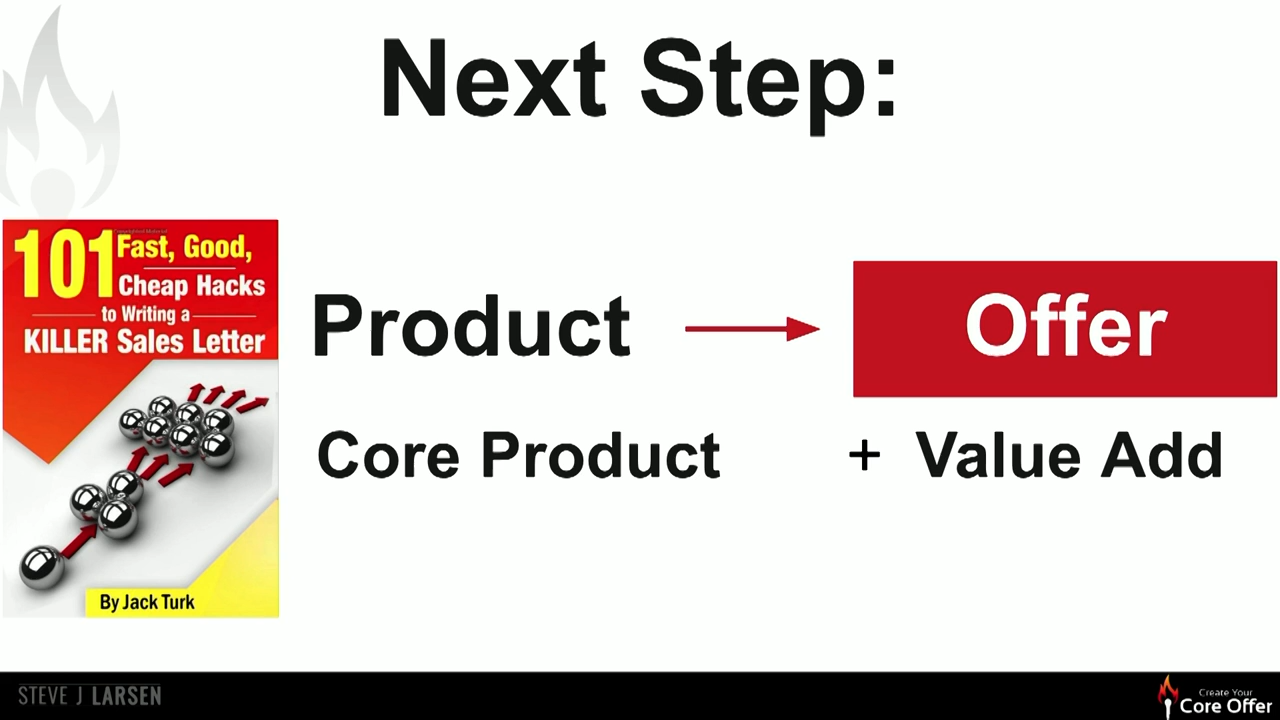 Next Step:
101 Fast, Good,
Cheap Hacks
to Writing a
KILLER Sales Letter
By Jack Turk
Product
Offer
Core Product
+ Value Add
STEVE J LARSEN
Create Your
Core Offer